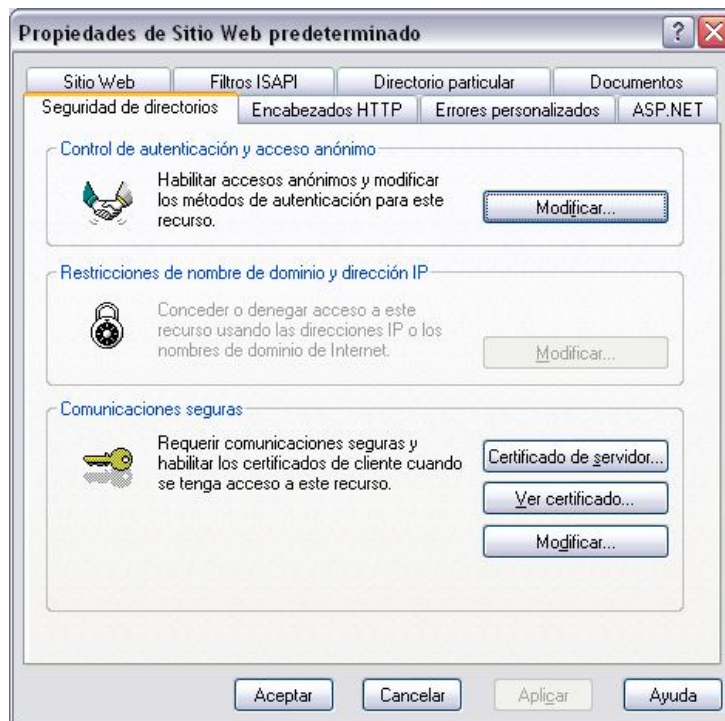 Propiedades de Sitio Web predeterminado
Sitio Web Filtros ISAPI Directorio particular Documentos
Seguridad de directorios Encabezados HTTP Errores personalizados ASP.NET
Control de autenticación y acceso anónimo
Habilitar accesos anónimos y modificar
los métodos de autenticación para este
recurso.
Modificar...
Restricciones de nombre de dominio y dirección IP
Conceder o denegar acceso a este
recurso usando las direcciones IP o los
nombres de dominio de Internet.
Modificar...
Comunicaciones seguras
Requerir comunicaciones seguras y
habilitar los certificados de cliente cuando
se tenga acceso a este recurso.
Certificado de servidor...
Ver certificado...
Modificar...
Aceptar Cancelar Aplicar Ayuda